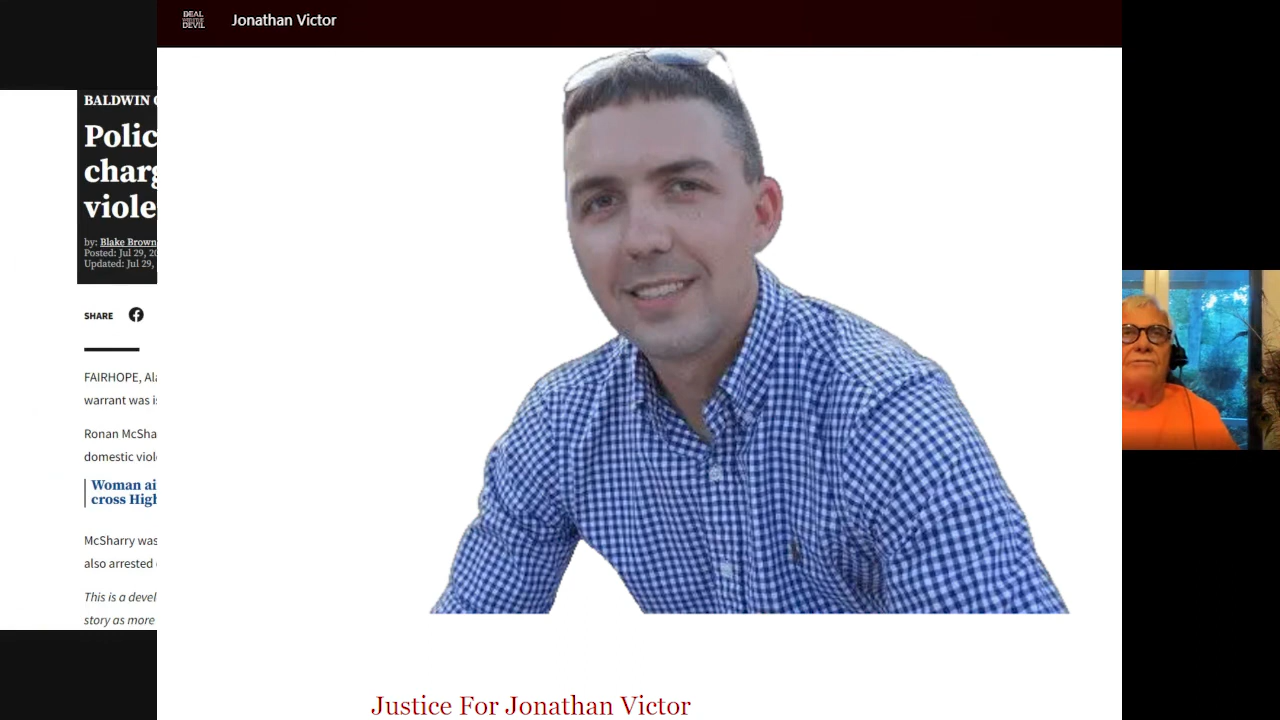 DEAL
WITH THE
DEVIL
Jonathan Victor
BALDWIN C
Polic
charg
viole
by: Blake Brown
Posted: Jul 29, 20
Updated: Jul 29,
SHARE
FAIRHOPE, Ala
warrant was is
Ronan McSha
domestic viole
Woman ai
cross High
McSharry was
also arrested
This is a devel
story as more
Justice For Jonathan Victor